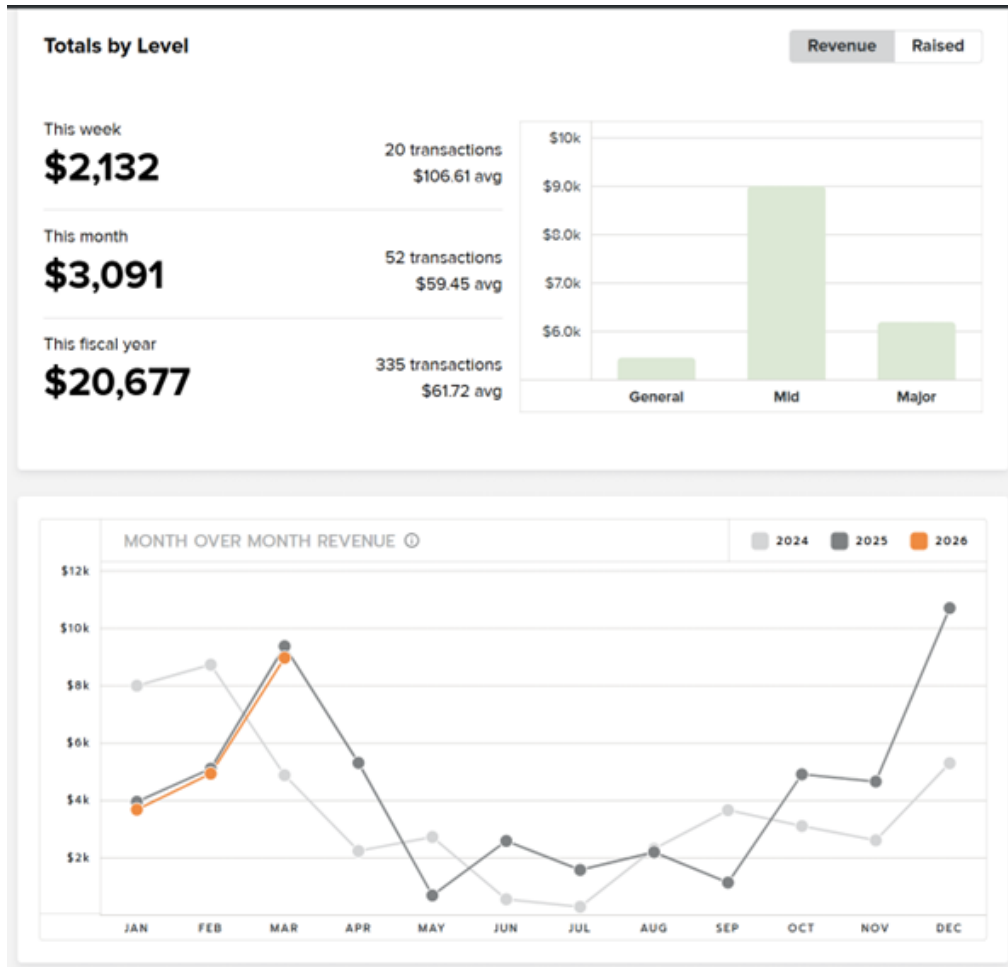 Totals by Level
Revenue Raised
This week
$2,132
20 transactions
$106.61 avg
This month
$3,091
52 transactions
$59.45 avg
This fiscal year
$20,677
335 transactions
$61.72 avg
$10k
$9.0k
$8.0k
$7.0k
$6.0k
General Mid Major
MONTH OVER MONTH REVENUE
2024 2025 2026
$12k
$10k
$8k
$6k
$4k
$2k
JAN FEB MAR APR MAY JUN JUL AUG SEP OCT NOV DEC